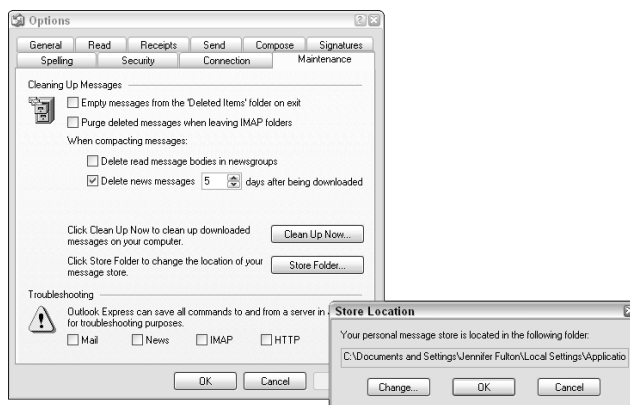 Options
General Read Receipts Send Compose Signatures
Spelling Security Connection Maintenance
Cleaning Up Messages
Empty messages from the 'Deleted Items' folder on exit
Purge deleted messages when leaving IMAP folders
When compacting messages:
Delete read message bodies in newsgroups
Delete news messages 5 days after being downloaded
Click Clean Up Now to clean up downloaded
messages on your computer.
Clean Up Now...
Click Store Folder to change the location of your
message store.
Store Folder...
Troubleshooting
Outlook Express can save all commands to and from a server in
for troubleshooting purposes.
Mail News IMAP HTTP
OK Cancel
Store Location
Your personal message store is located in the following folder:
C:\Documents and Settings\Jennifer Fulton\Local Settings\Applicatio
Change... OK Cancel